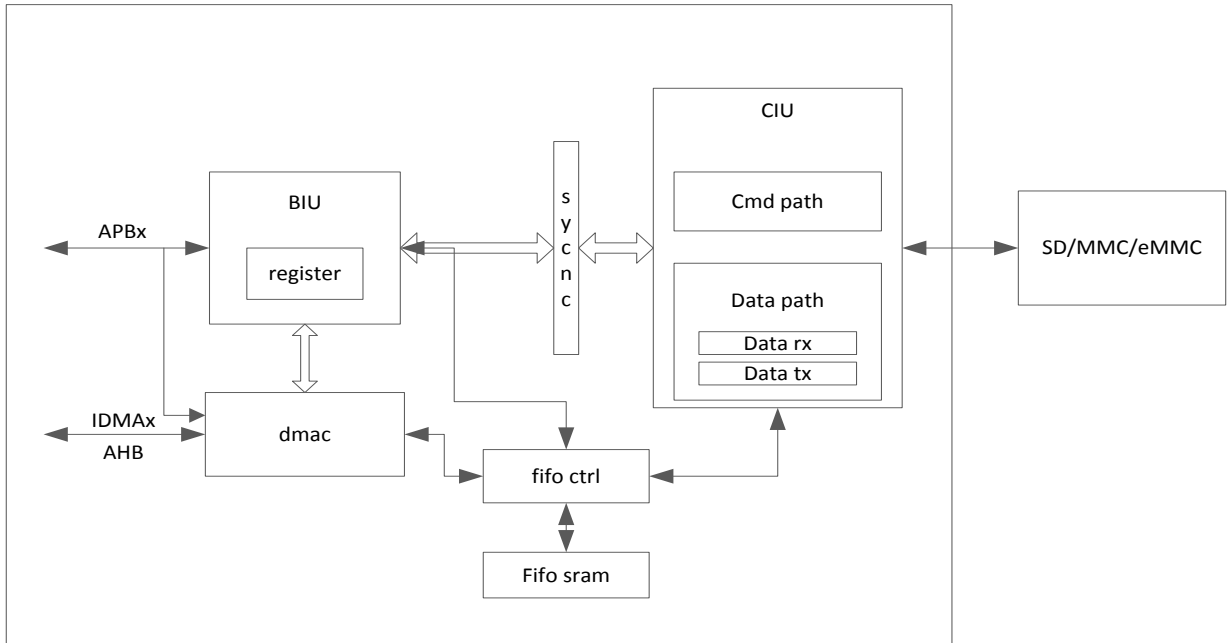 CIU
BIU
sycnc
Cmd path
APBx
SD/MMC/eMMC
register
Data path
Data rx
Data tx
IDMAx
AHB
dmac
fifo ctrl
Fifo sram